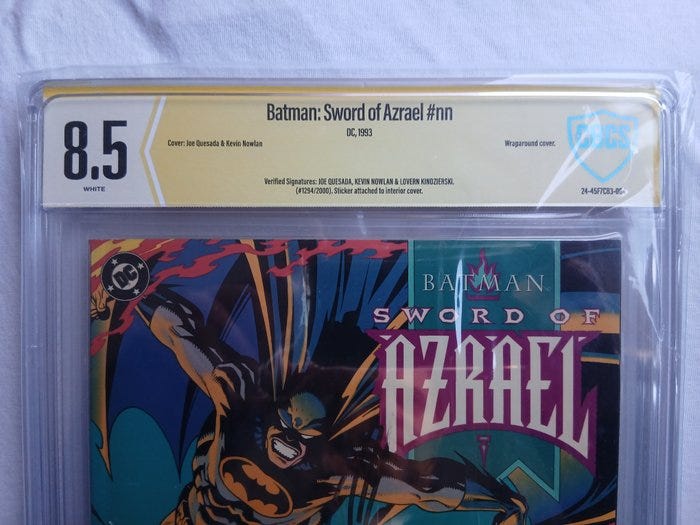 Batman: Sword of Azrael #nn
DC, 1993
8.5
WHITE
Cover: Joe Quesada & Kevin Nowlan
Wraparound cover.
CBCS
Verified Signatures: JOE QUESADA, KEVIN NOWLAN & LOVERN KINDZIERSKI.
(#1294/2000). Sticker attached to interior cover.
DC
BATMAN
SWORD OF
AZRAEL